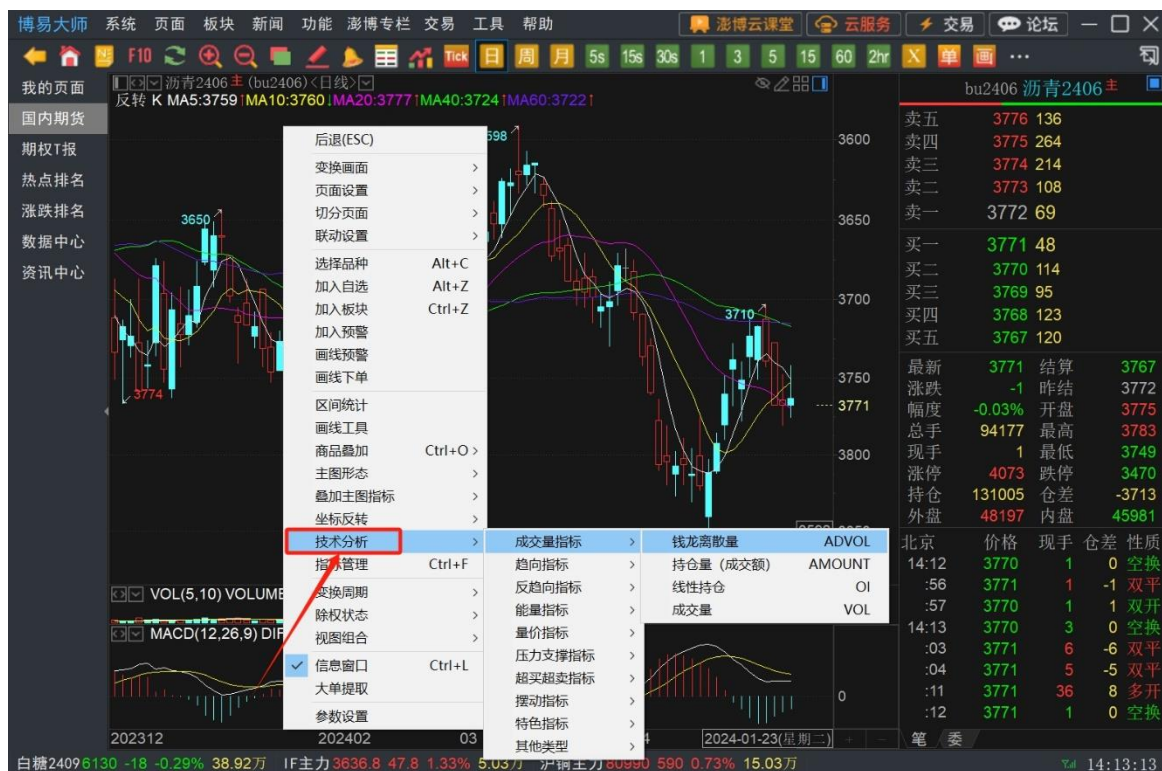 博易大师 系统 页面 板块 新闻 功能 澎博专栏 交易 工具 帮助 澎博云课堂 云服务 交易 论坛
F10 Tick 日 周 月 5s 15s 30s 1 3 5 15 60 2hr X 单 画 ···
我的页面
国内期货
期权T报
热点排名
涨跌排名
数据中心
资讯中心
沥青2406主 (bu2406)<日线>
反转 K MA5:3759↑MA10:3760↓MA20:3777↑MA40:3724↑MA60:3722↑
3650
3774
598
3710
3600
3650
3700
3750
3771
3800
VOL(5,10) VOLUME
MACD(12,26,9) DIF
0
202312 202402 03 2024-01-23(星期二)
后退(ESC)
变换画面
页面设置
切分页面
联动设置
选择品种 Alt+C
加入自选 Alt+Z
加入板块 Ctrl+Z
加入预警
画线预警
画线下单
区间统计
画线工具
商品叠加 Ctrl+O
主图形态
叠加主图指标
坐标反转
技术分析
指标管理 Ctrl+F
变换周期
除权状态
视图组合
信息窗口 Ctrl+L
大单提取
参数设置
成交量指标
趋向指标
反趋向指标
能量指标
量价指标
压力支撑指标
超买超卖指标
摆动指标
特色指标
其他类型
钱龙离散量 ADVOL
持仓量（成交额） AMOUNT
线性持仓 OI
成交量 VOL
bu2406 沥青2406主
卖五 3776 136
卖四 3775 264
卖三 3774 214
卖二 3773 108
卖一 3772 69
买一 3771 48
买二 3770 114
买三 3769 95
买四 3768 123
买五 3767 120
最新 3771 结算 3767
涨跌 -1 昨结 3772
幅度 -0.03% 开盘 3775
总手 94177 最高 3783
现手 1 最低 3749
涨停 4073 跌停 3470
持仓 131005 仓差 -3713
外盘 48197 内盘 45981
北京 价格 现手 仓差 性质
14:12 3770 1 0 空换
:56 3771 1 -1 双平
:57 3770 1 1 双开
14:13 3770 3 0 空换
:03 3771 6 -6 双平
:04 3771 5 -5 双平
:11 3771 36 8 多开
:12 3771 1 0 空换
笔 委
白糖2409 6130 -18 -0.29% 38.92万 IF主力 3636.8 47.8 1.33% 5.03万 沪铜主力 80990 590 0.73% 15.03万 14:13:13